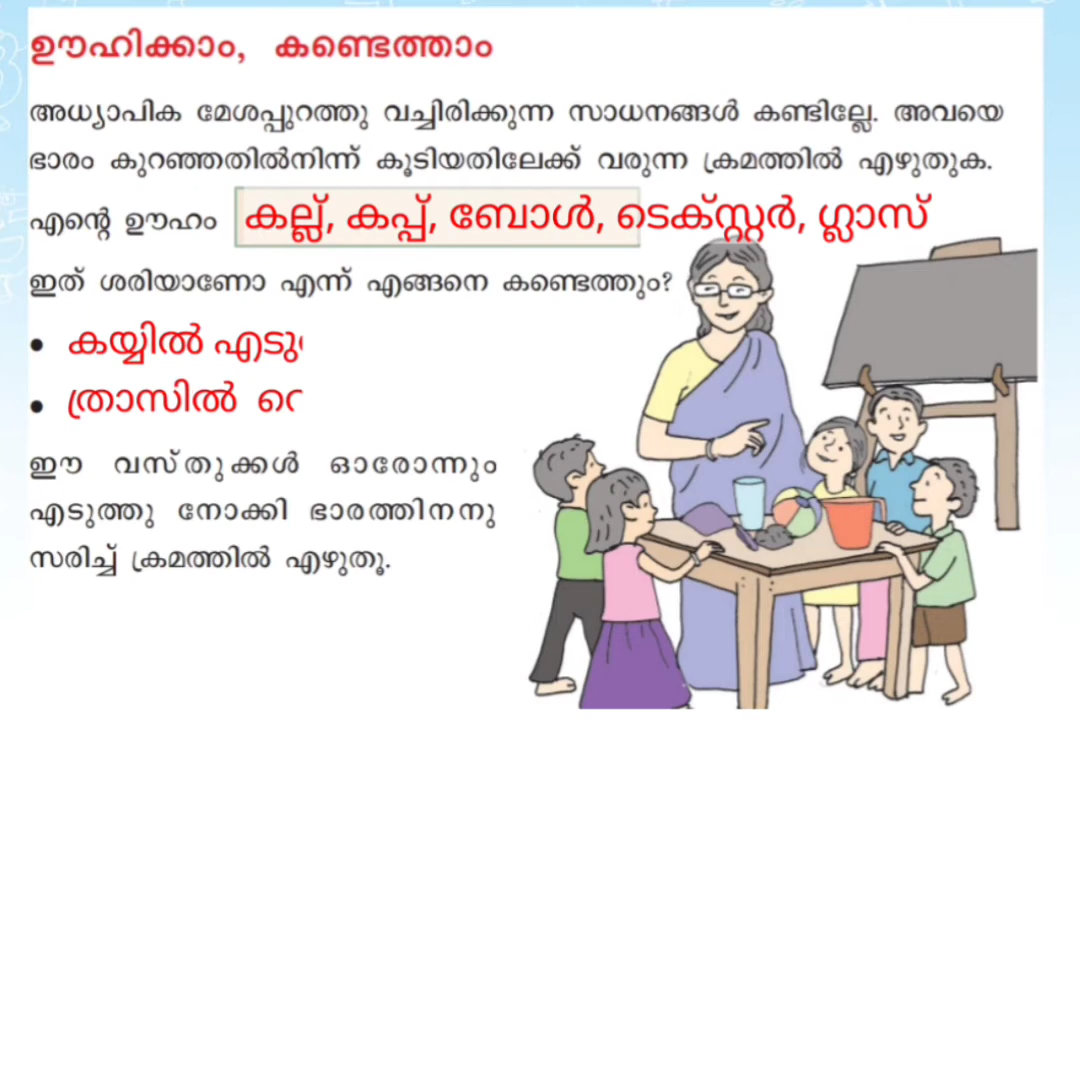 ഊഹിക്കാം, കണ്ടെത്താം
അധ്യാപിക മേശപ്പുറത്തു വച്ചിരിക്കുന്ന സാധനങ്ങൾ കണ്ടില്ലേ. അവയെ
ഭാരം കുറഞ്ഞതിൽനിന്ന് കൂടിയതിലേക്ക് വരുന്ന ക്രമത്തിൽ എഴുതുക.
എന്റെ ഊഹം കല്ല്, കപ്പ്, ബോൾ, ടെക്സ്റ്റർ, ഗ്ലാസ്
ഇത് ശരിയാണോ എന്ന് എങ്ങനെ കണ്ടെത്തും?
• കയ്യിൽ
• ത്രാസിൽ
ഈ വസ്തുക്കൾ ഓരോന്നും
എടുത്തു നോക്കി ഭാരത്തിനനു
സരിച്ച് ക്രമത്തിൽ എഴുതൂ.